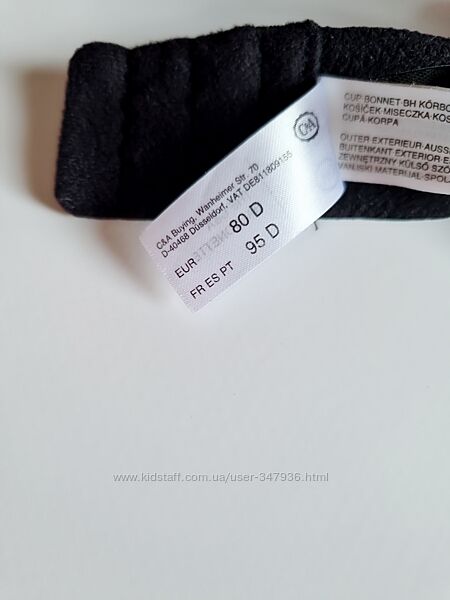 C&A
C&A Buying, Wanheimer Str. 70
D-40468 Düsseldorf, VAT DE811809155
EUR 80 D
FR ES PT 95 D
CUP·BONNET·BH KÖRBC
KOŠÍČEK·MISECZKA·KOS
CUPĂ·KORPA
OUTER·EXTERIEUR·AUSS
BUITENKANT·EXTERIOR·E
ZEWNĘTRZNY·KÜLSŐ·SZÖ
VANJSKI MATERIJAL·SPOL
www.kidstaff.com.ua/user-347936.html